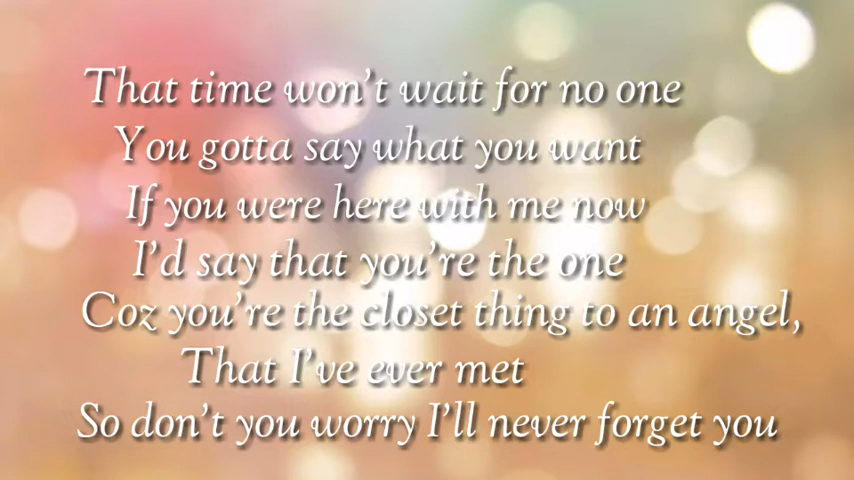 That time won't wait for no one
You gotta say what you want
If you were here with me now
I'd say that you're the one
Coz you're the closet thing to an angel,
That I've ever met
So don't you worry I'll never forget you